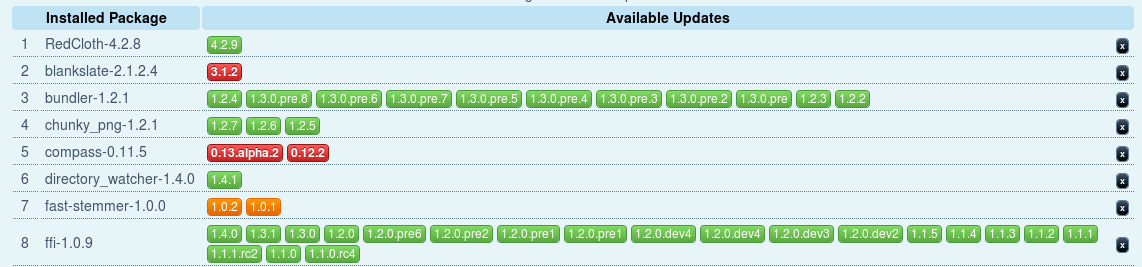 Installed Package Available Updates
1 RedCloth-4.2.8 4.2.9 x
2 blankslate-2.1.2.4 3.1.2 x
3 bundler-1.2.1 1.2.4 1.3.0.pre.8 1.3.0.pre.6 1.3.0.pre.7 1.3.0.pre.5 1.3.0.pre.4 1.3.0.pre.3 1.3.0.pre.2 1.3.0.pre 1.2.3 1.2.2 x
4 chunky_png-1.2.1 1.2.7 1.2.6 1.2.5 x
5 compass-0.11.5 0.13.alpha.2 0.12.2 x
6 directory_watcher-1.4.0 1.4.1 x
7 fast-stemmer-1.0.0 1.0.2 1.0.1 x
8 ffi-1.0.9 1.4.0 1.3.1 1.3.0 1.2.0 1.2.0.pre6 1.2.0.pre2 1.2.0.pre1 1.2.0.pre1 1.2.0.dev4 1.2.0.dev4 1.2.0.dev3 1.2.0.dev2 1.1.5 1.1.4 1.1.3 1.1.2 1.1.1 x
1.1.1.rc2 1.1.0 1.1.0.rc4